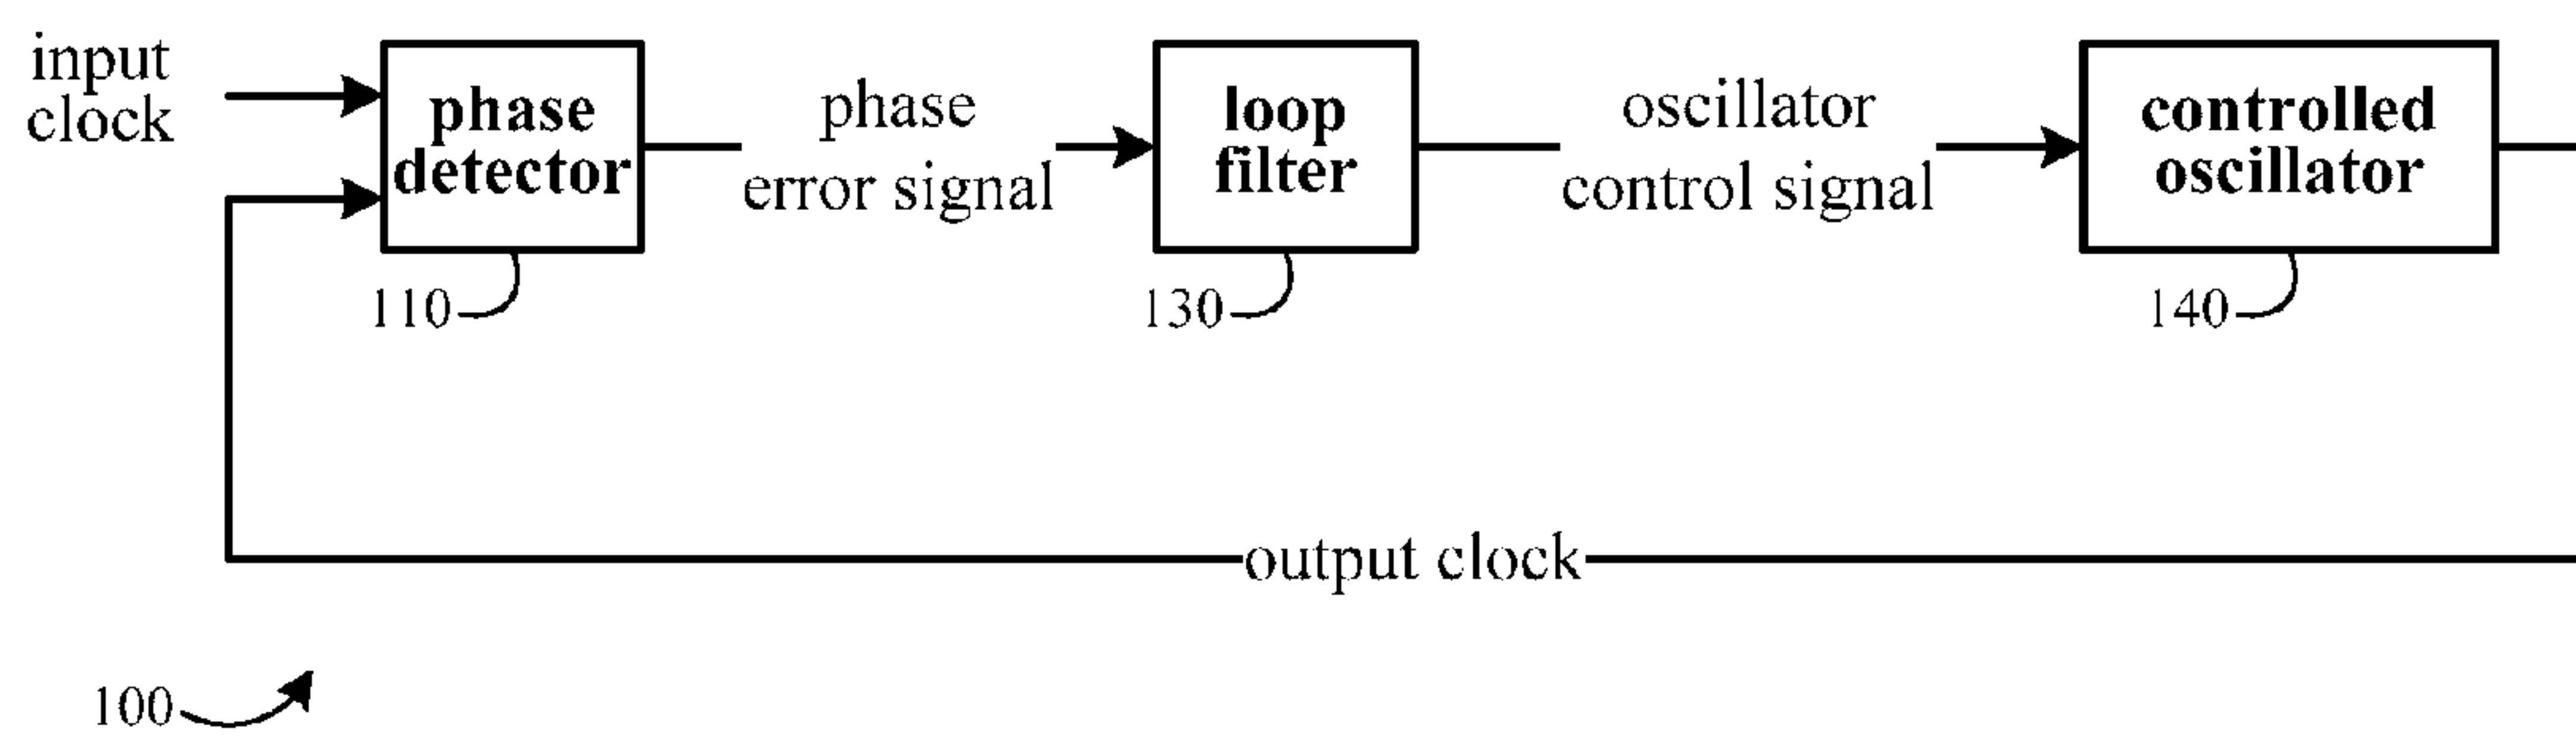 input
clock
phase
detector
phase
error signal
loop
filter
oscillator
control signal
controlled
oscillator
110
130
140
output clock
100